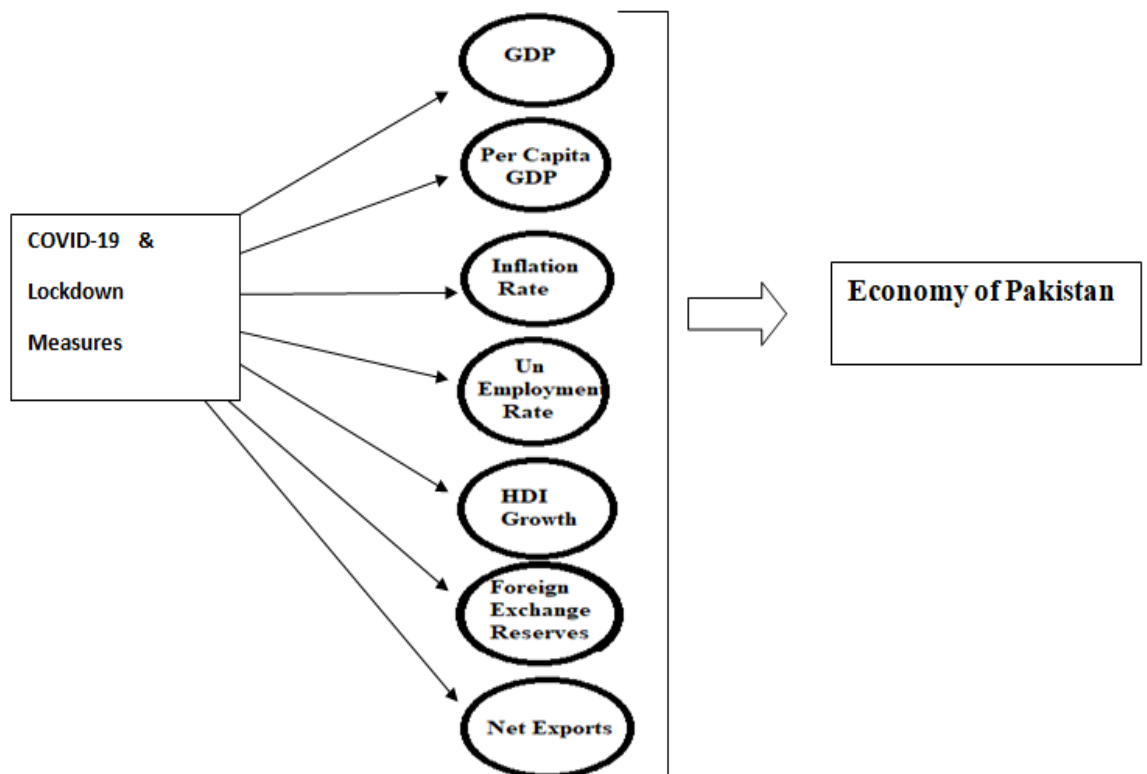 GDP
Per Capita
GDP
COVID-19 &
Lockdown
Measures
Inflation
Rate
Un
Employment
Rate
HDI
Growth
Foreign
Exchange
Reserves
Net Exports
Economy of Pakistan